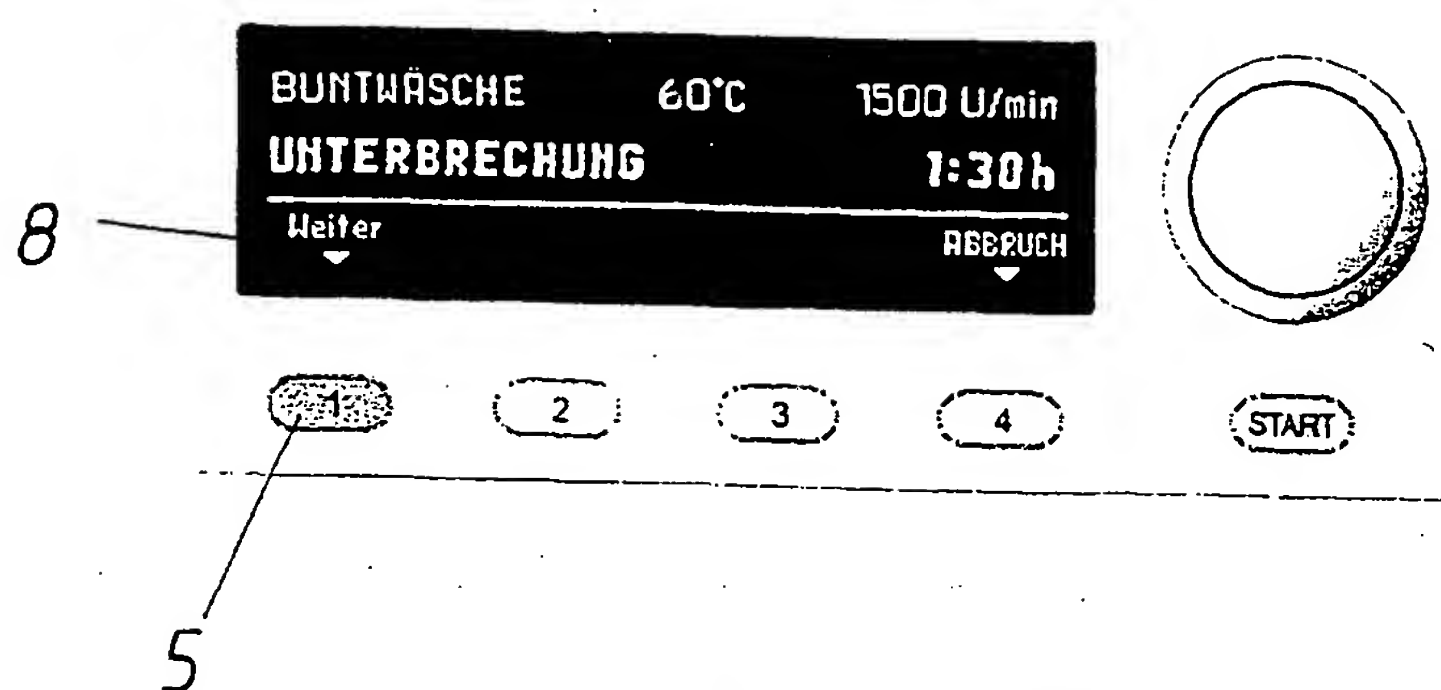 BUNTWÄSCHE 60°C 1500 U/min
UNTERBRECHUNG 1:30h
Weiter ABBRUCH
8
1 2 3 4 START
5